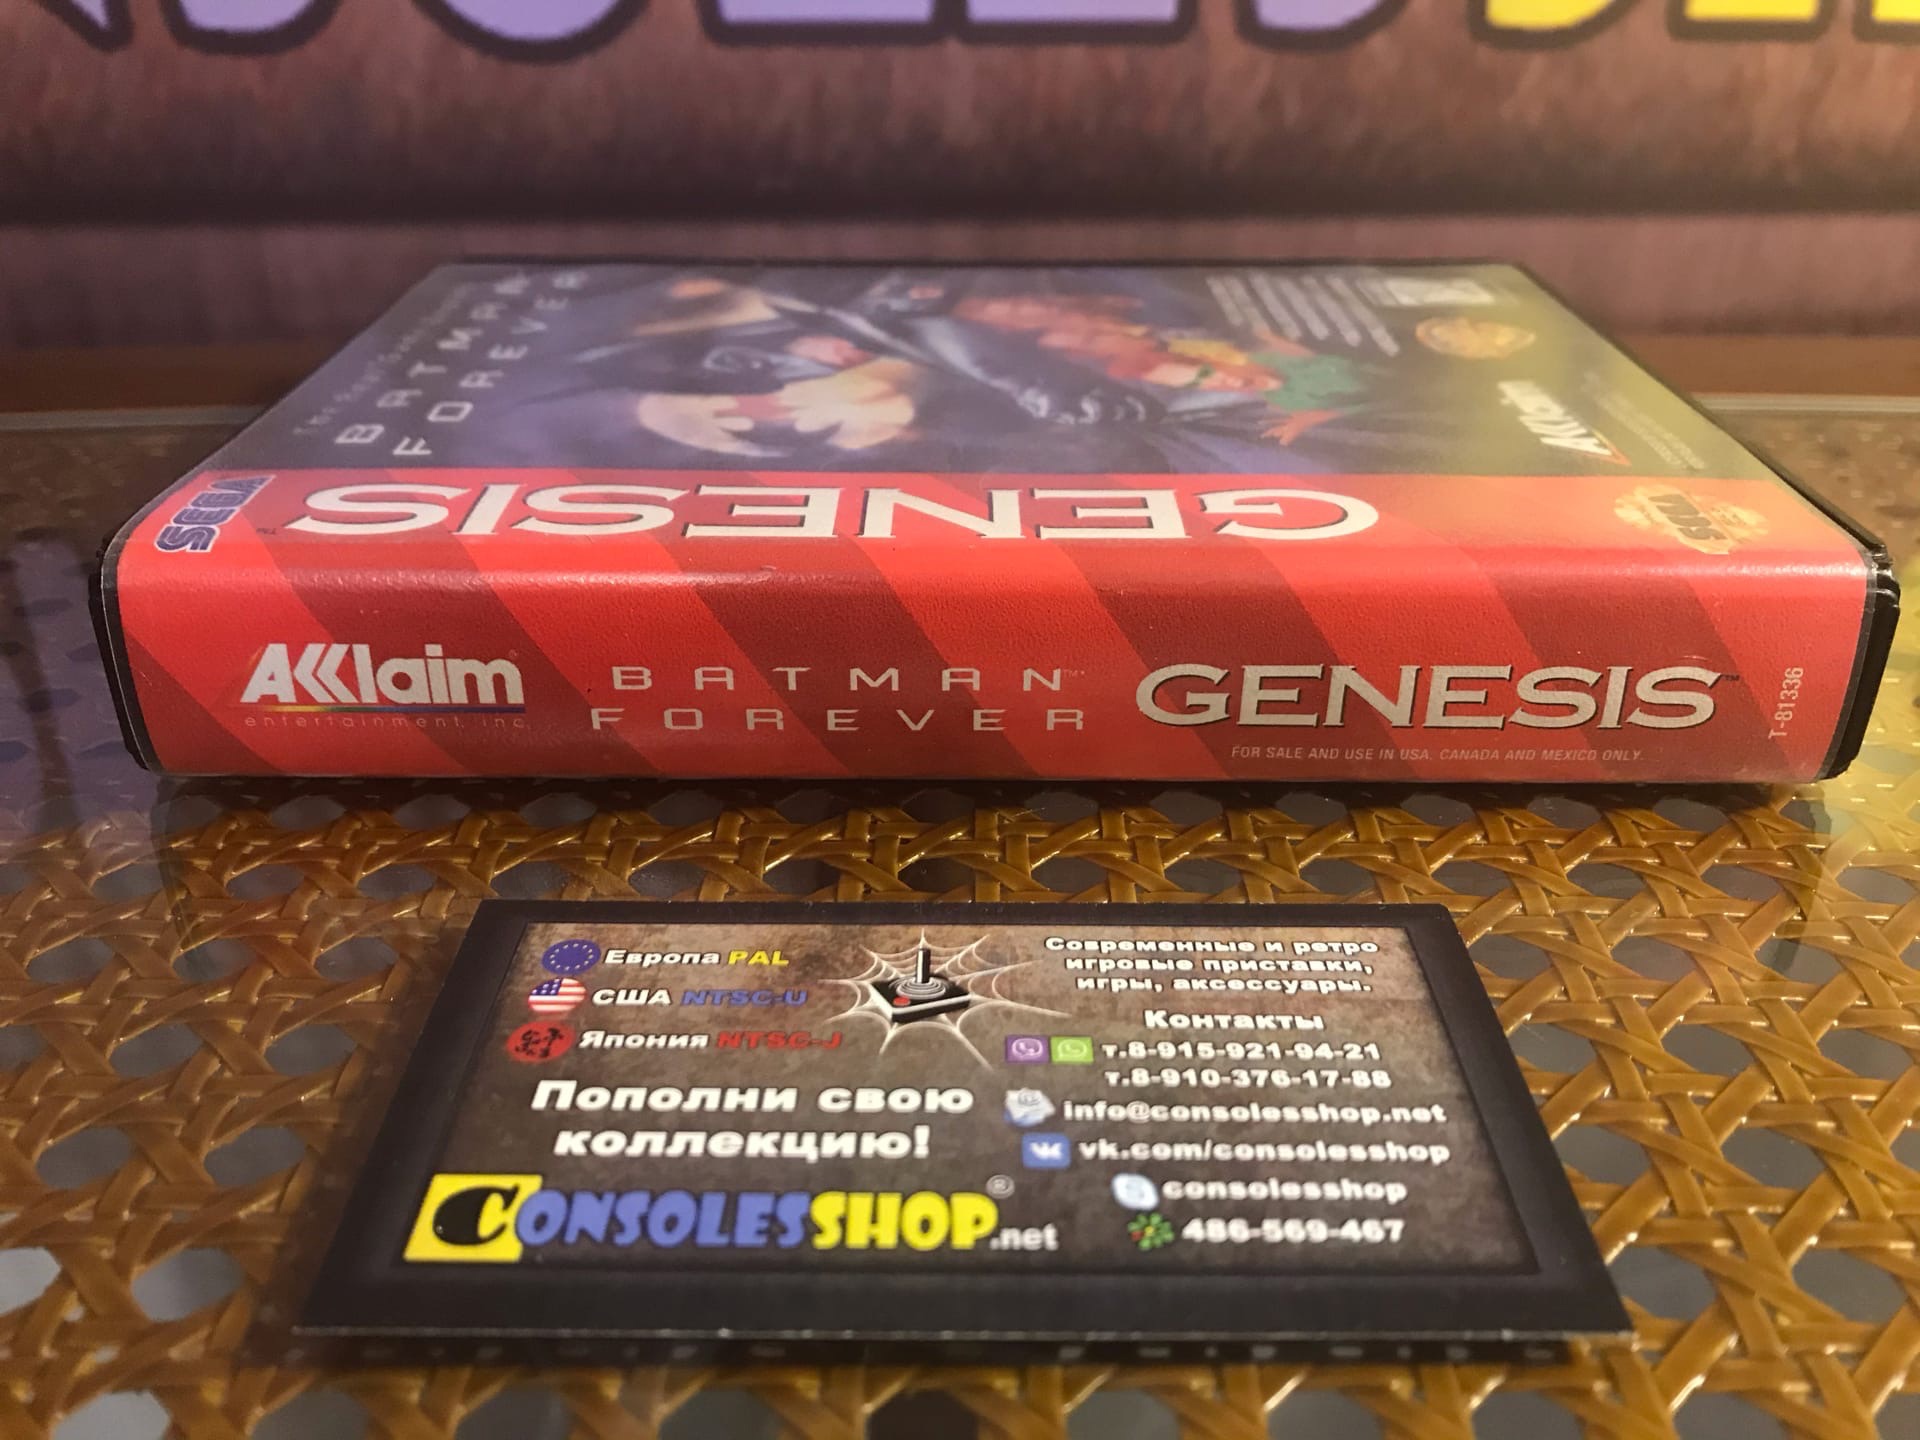 BATMAN
FOREVER
Acclaim
SEGA
GENESIS
™
Acclaim®
entertainment, inc.
BATMAN™
FOREVER
GENESIS™
FOR SALE AND USE IN USA, CANADA AND MEXICO ONLY.
T-81336
Европа PAL
США NTSC-U
Япония NTSC-J
Пополни свою
коллекцию!
CONSOLESSHOP®.net
Современные и ретро
игровые приставки,
игры, аксессуары.
Контакты
т.8-915-921-94-21
т.8-910-376-17-88
info@consolesshop.net
vk.com/consolesshop
consolesshop
486-569-467